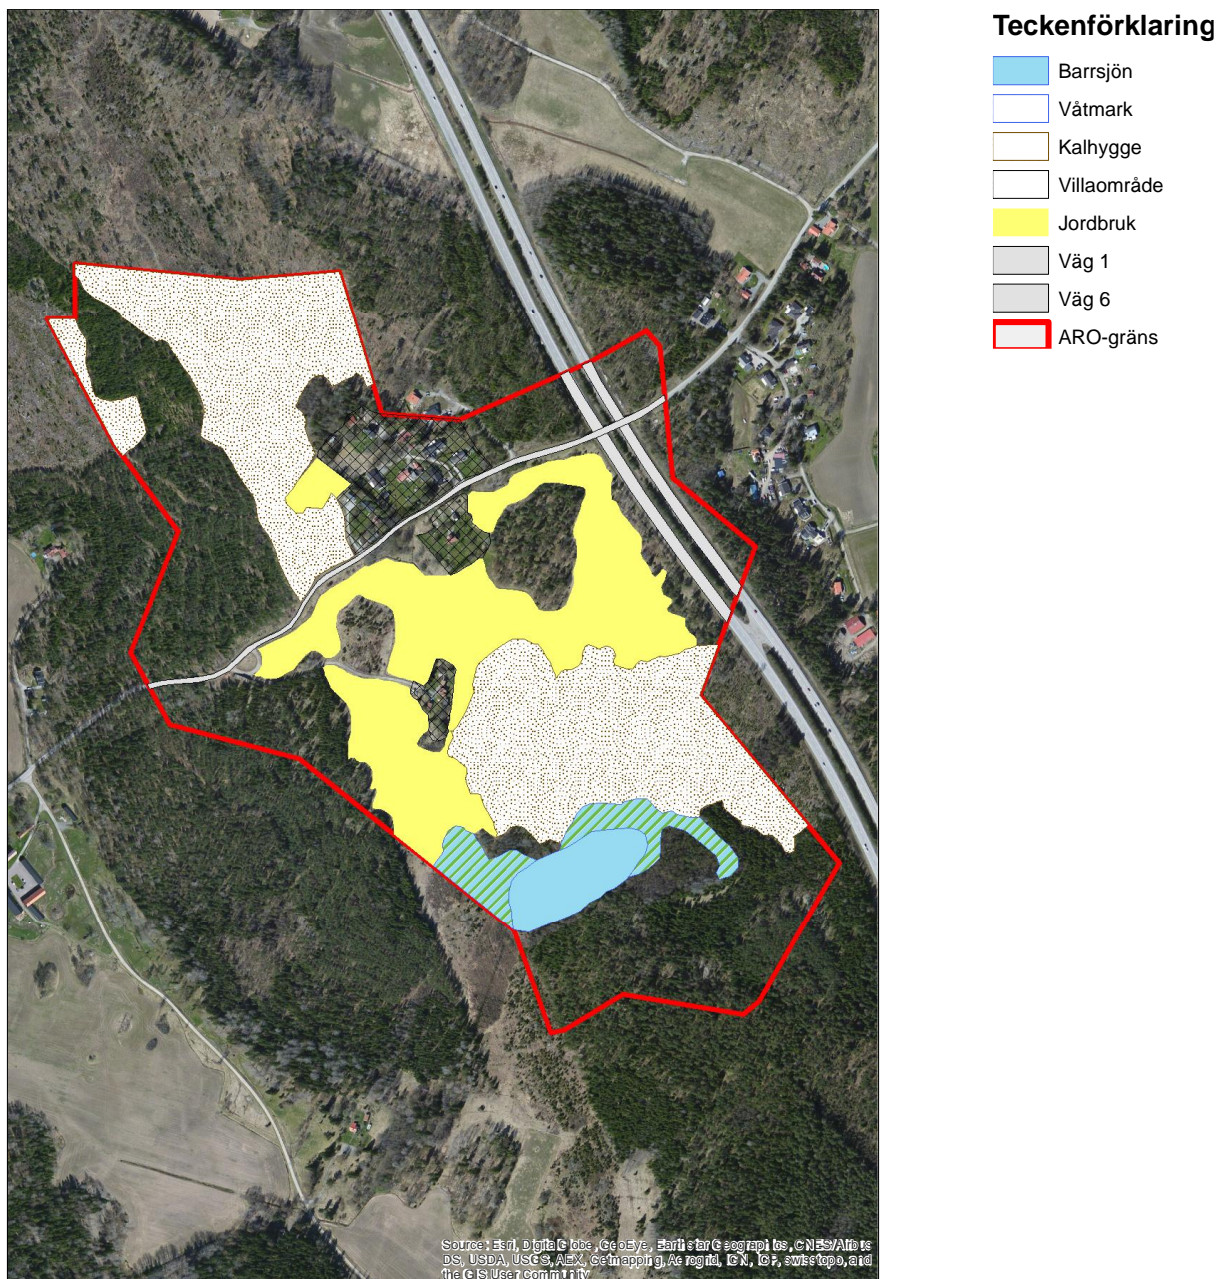 Teckenförklaring
Barrsjön
Våtmark
Kalhygge
Villaområde
Jordbruk
Väg 1
Väg 6
ARO-gräns
Source: Esri, DigitalGlobe, GeoEye, Earthstar Geographics, CNES/Airbus
DS, USDA, USGS, AEX, Getmapping, Aerogrid, IGN, IGP, swisstopo, and
the GIS User Community